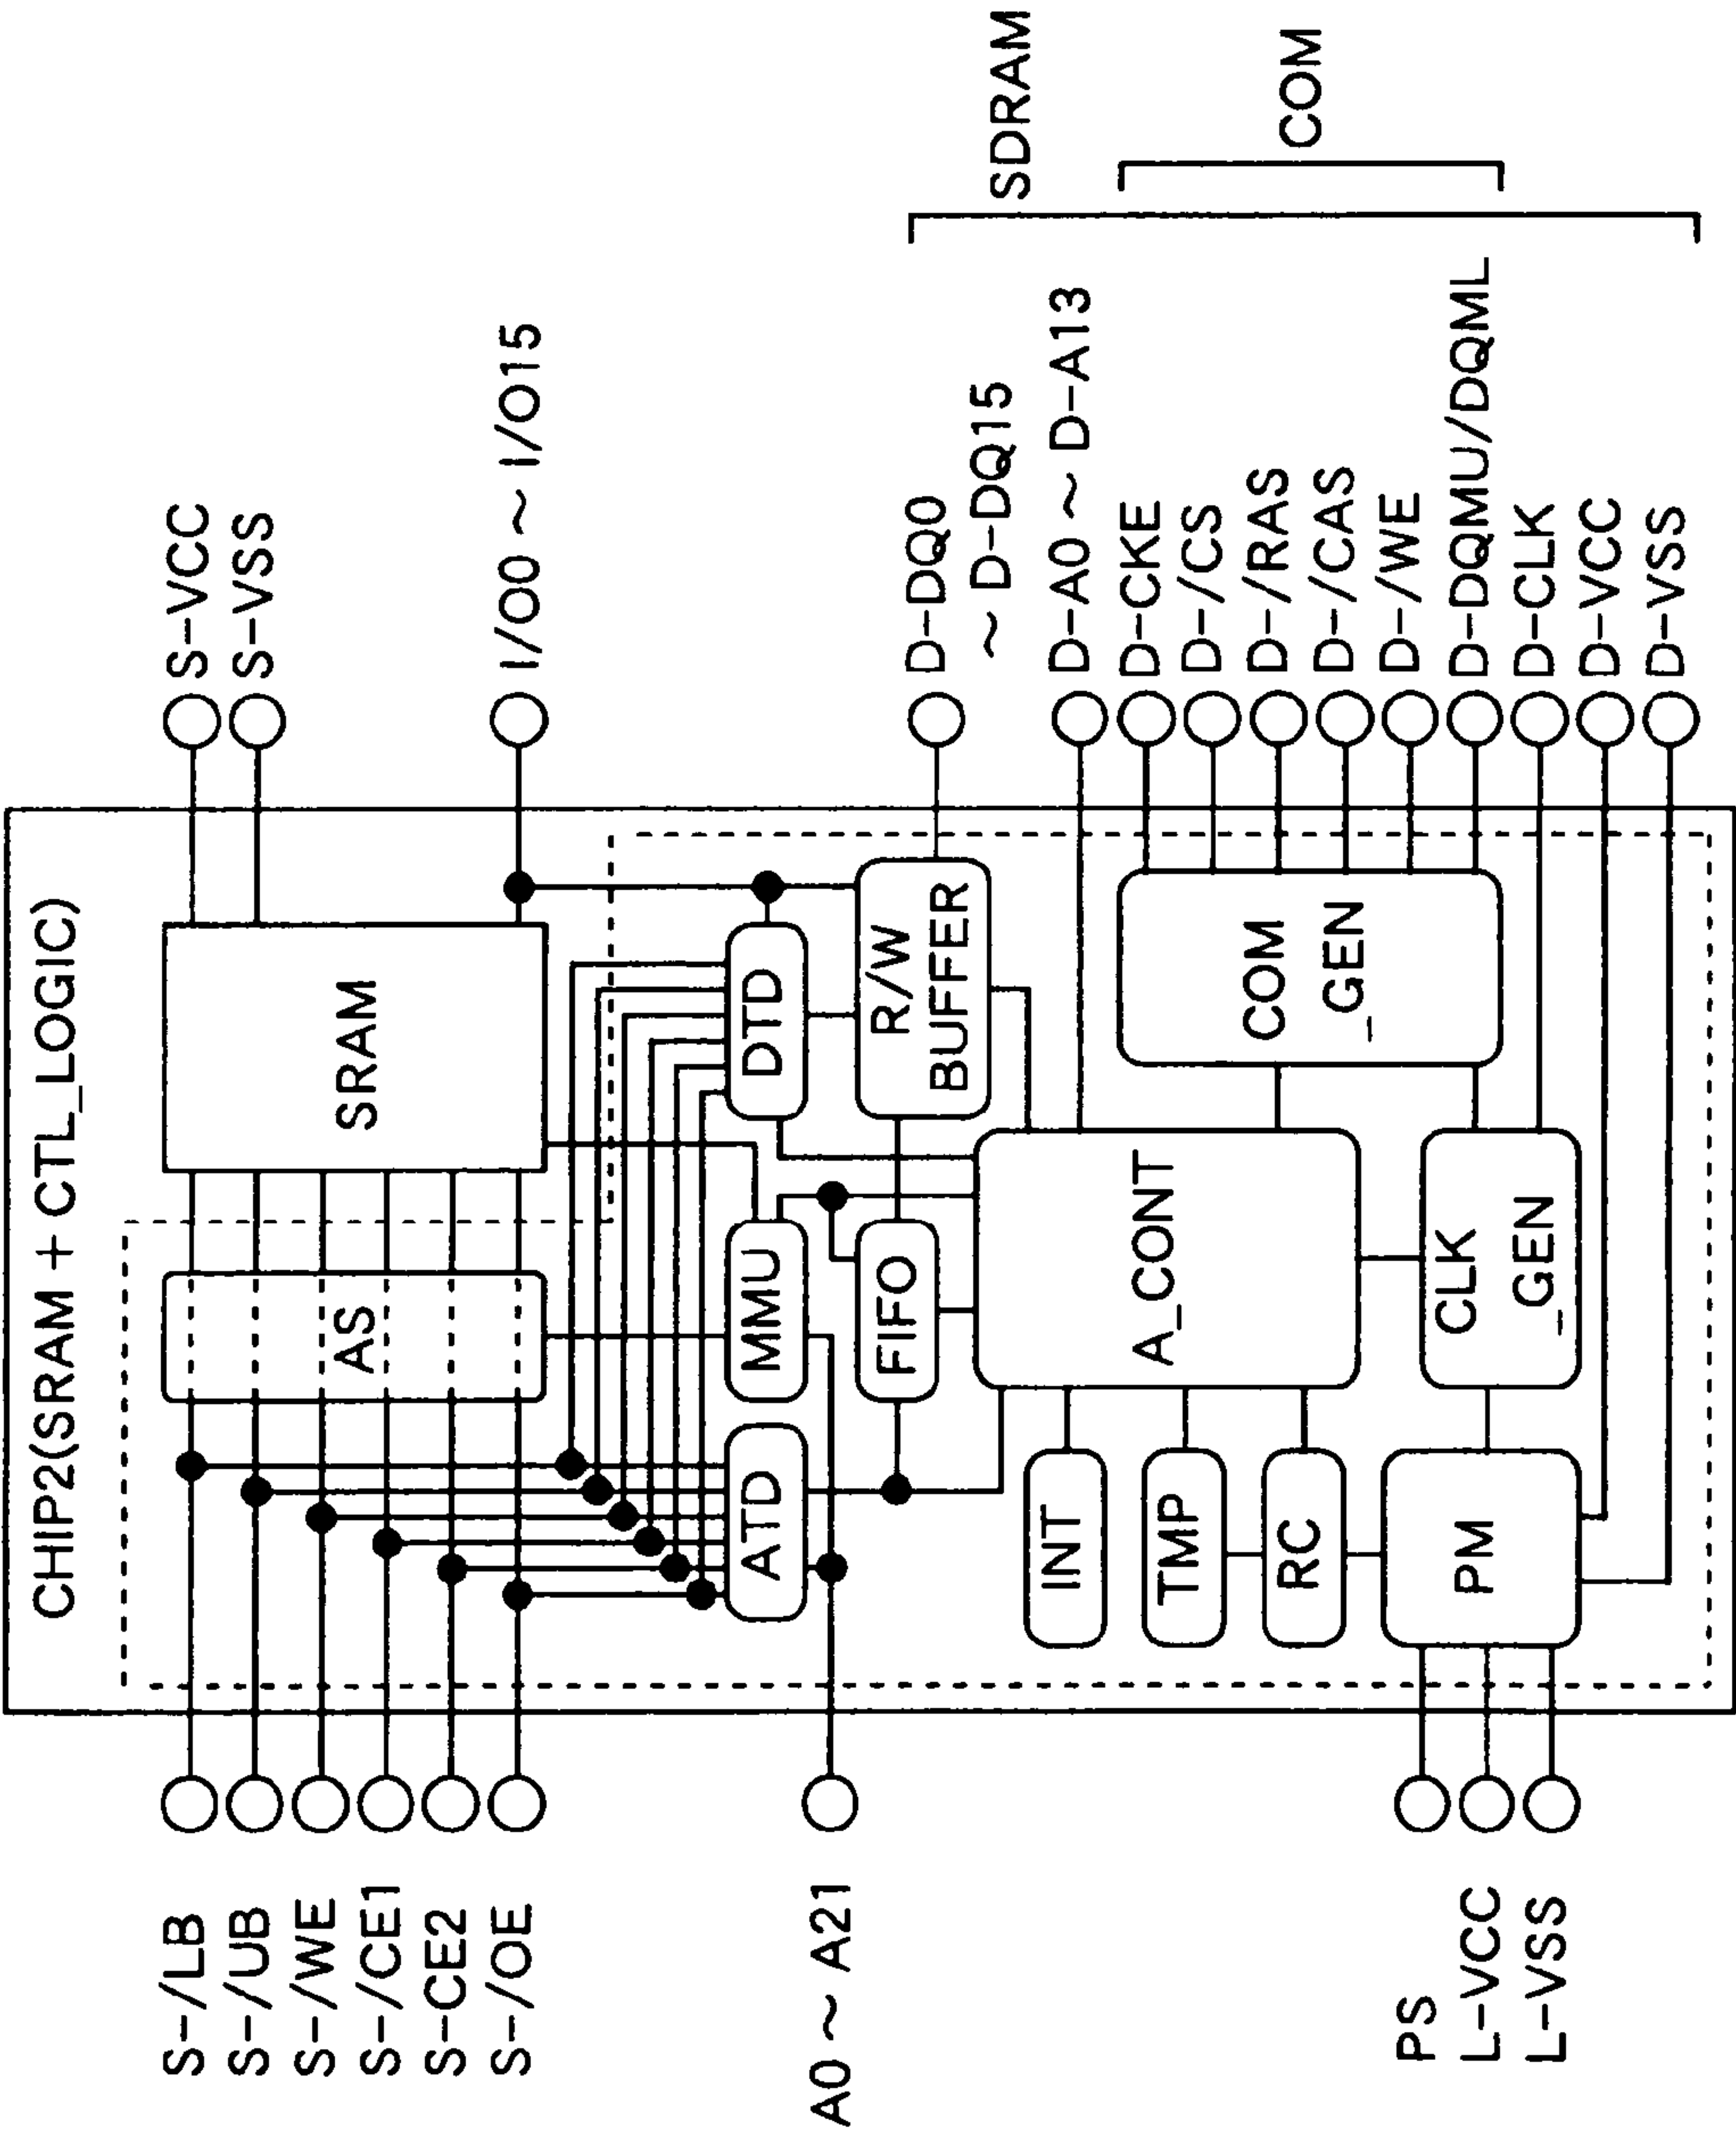 CHIP2(SRAM + CTL_LOGIC)
S-/LB
S-/UB
S-/WE
S-/CE1
S-CE2
S-/OE
A0 ~ A21
PS
L-VCC
L-VSS
AS
SRAM
ATD
MMU
DTD
FIFO
R/W
BUFFER
INT
TMP
RC
PM
A_CONT
CLK
_GEN
COM
_GEN
S-VCC
S-VSS
I/O0 ~ I/O15
D-DQ0
~ D-DQ15
D-A0 ~ D-A13
D-CKE
D-/CS
D-/RAS
D-/CAS
D-/WE
D-DQMU/DQML
D-CLK
D-VCC
D-VSS
SDRAM
COM